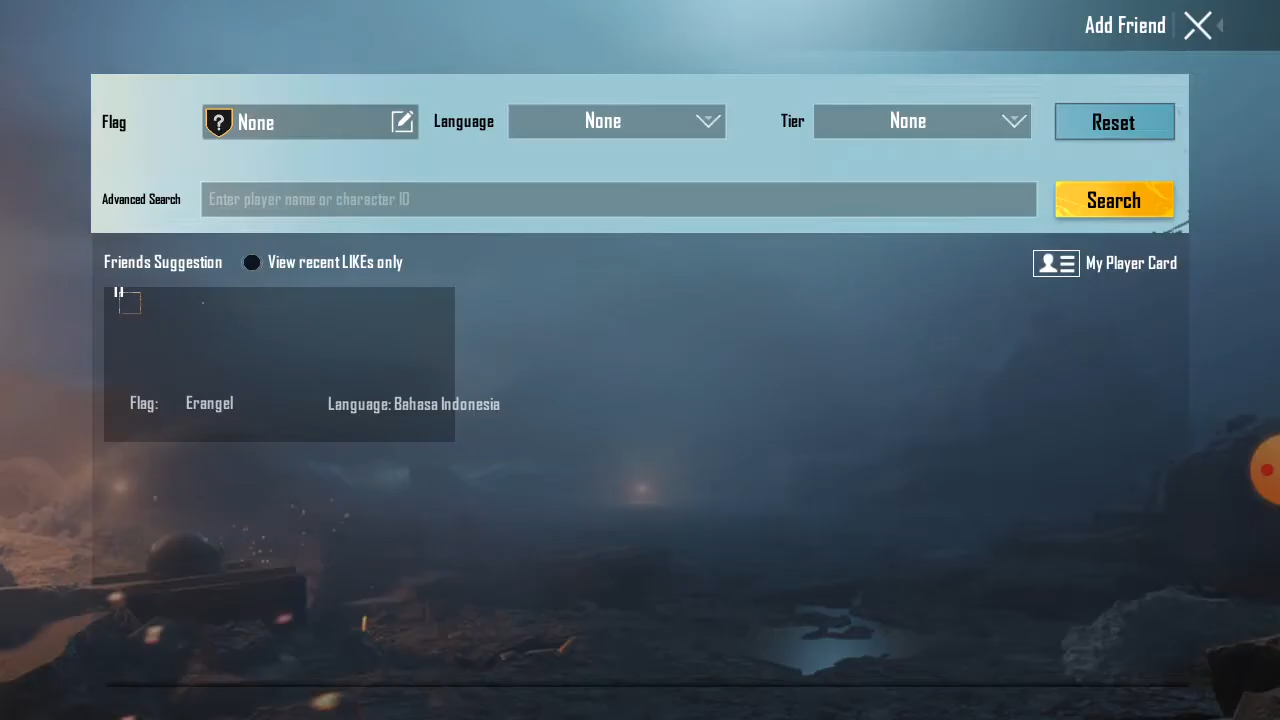 Add Friend
Flag ? None Language None Tier None Reset
Advanced Search Enter player name or character ID Search
Friends Suggestion View recent LIKEs only My Player Card
Flag: Erangel Language: Bahasa Indonesia